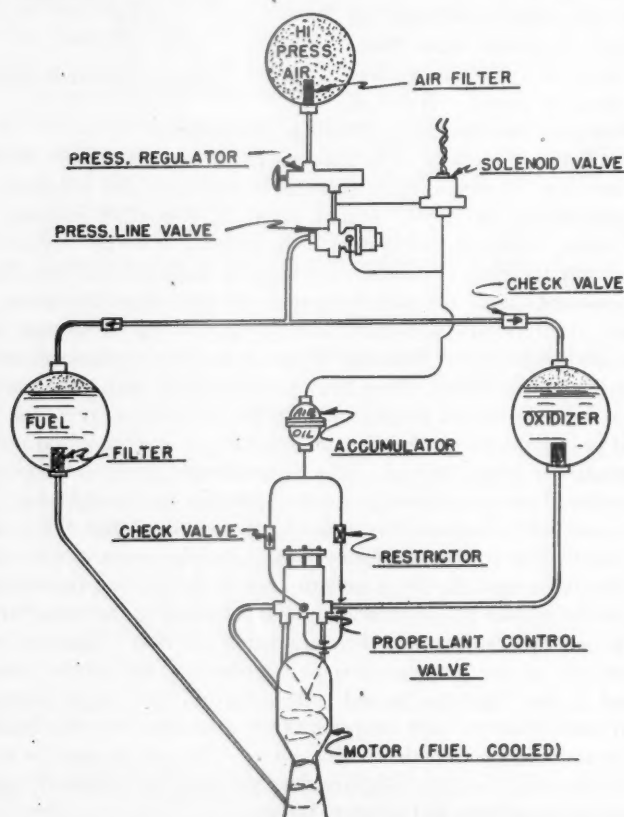 HI
PRESS.
AIR
AIR FILTER
PRESS. REGULATOR
SOLENOID VALVE
PRESS. LINE VALVE
CHECK VALVE
FUEL
OXIDIZER
AIR
OIL
FILTER
ACCUMULATOR
CHECK VALVE
RESTRICTOR
PROPELLANT CONTROL
VALVE
MOTOR (FUEL COOLED)